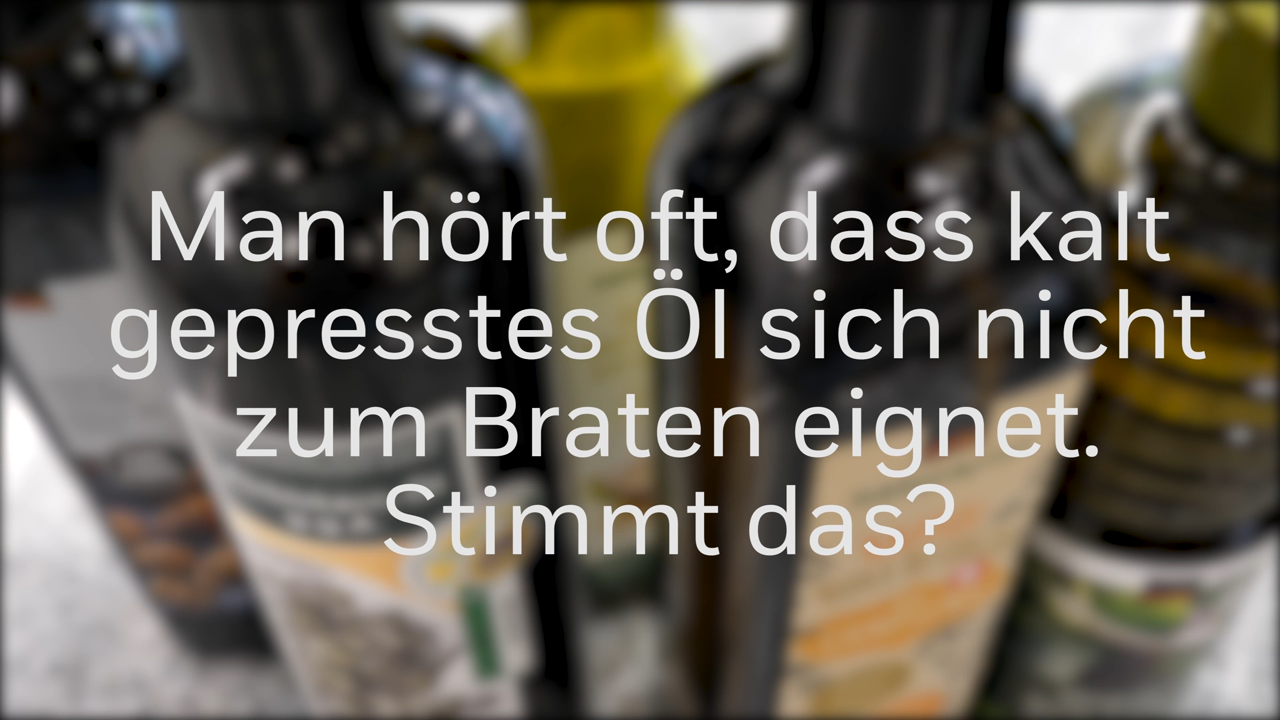 Man hört oft, dass kalt
gepresstes Öl sich nicht
zum Braten eignet.
Stimmt das?